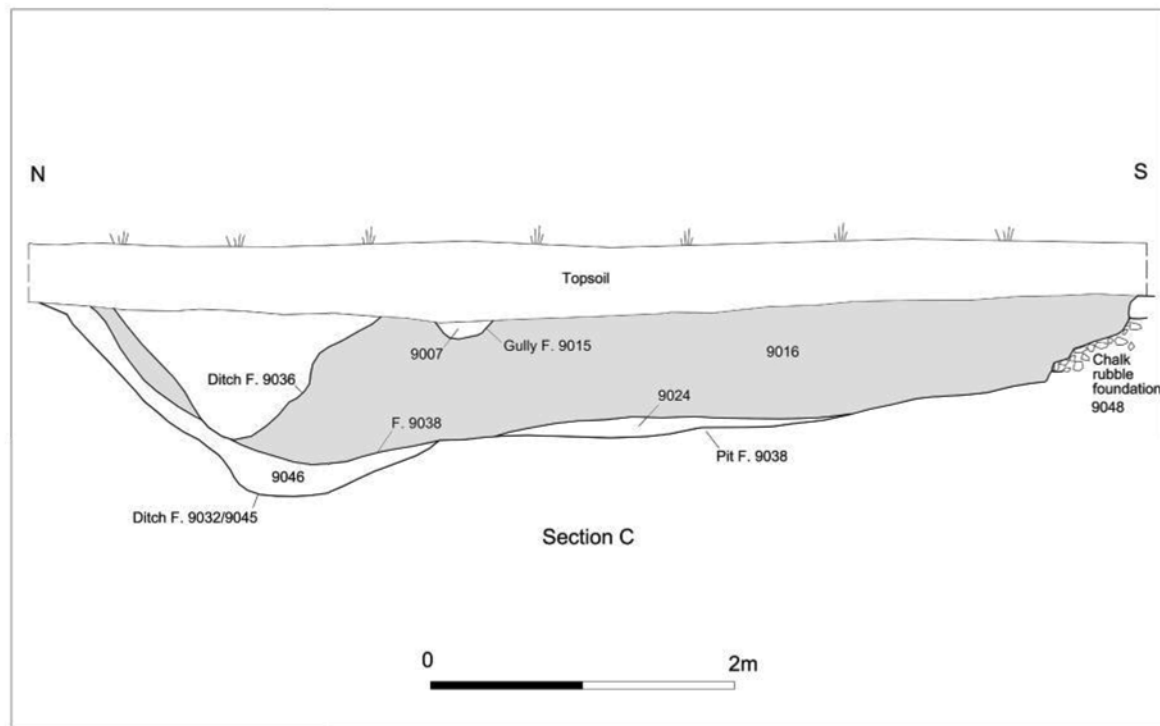 N
S
Topsoil
9007
Gully F. 9015
9016
Ditch F. 9036
Chalk
rubble
foundation
9048
9024
F. 9038
Pit F. 9038
9046
Ditch F. 9032/9045
Section C
0
2m